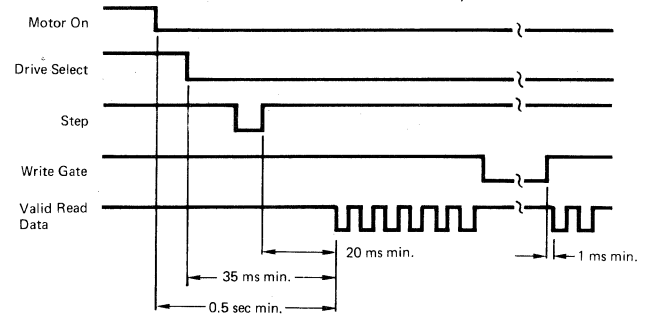 Motor On
Drive Select
Step
Write Gate
Valid Read
Data
20 ms min.
1 ms min.
35 ms min.
0.5 sec min.